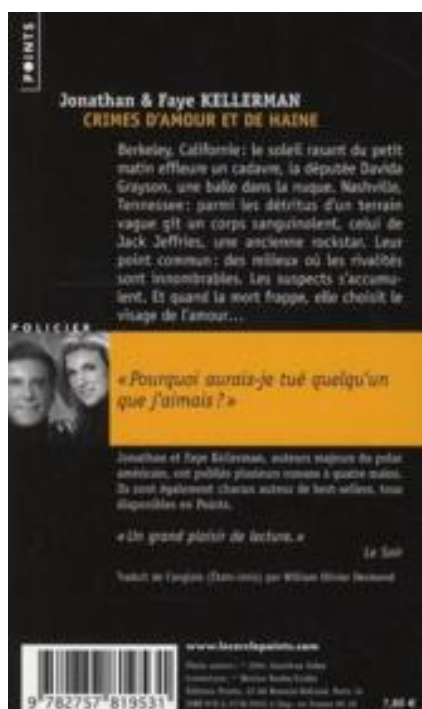 POINTS
Jonathan & Faye KELLERMAN
CRIMES D'AMOUR ET DE HAINE
Berkeley, Californie : le soleil rasant du petit
matin effleure un cadavre, la députée Davida
Grayson, une balle dans la nuque. Nashville,
Tennessee : parmi les détritus d'un terrain
vague gît un corps sanguinolent, celui de
Jack Jeffries, une ancienne rockstar. Leur
point commun : des milieux où les rivalités
sont innombrables. Les suspects s'accumu-
lent. Et quand la mort frappe, elle choisit le
visage de l'amour...
POLICIER
« Pourquoi aurais-je tué quelqu'un
que j'aimais ? »
Jonathan et Faye Kellerman, auteurs majeurs du polar
américain, ont publié plusieurs romans à quatre mains.
Ils sont également chacun auteur de best-sellers, tous
disponibles en Points.
« Un grand plaisir de lecture. »
Le Soir
Traduit de l'anglais (États-Unis) par William Olivier Desmond
www.lecerclepoints.com
9 782757 819531